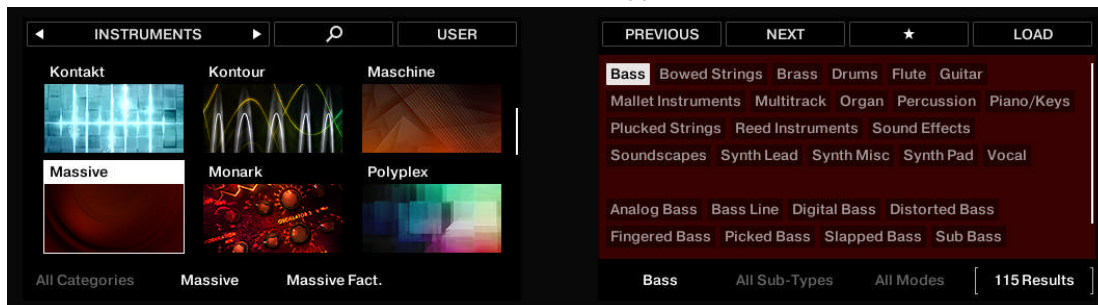 INSTRUMENTS USER
Kontakt Kontour Maschine
Massive Monark Polyplex
All Categories Massive Massive Fact.
PREVIOUS NEXT ★ LOAD
Bass Bowed Strings Brass Drums Flute Guitar
Mallet Instruments Multitrack Organ Percussion Piano/Keys
Plucked Strings Reed Instruments Sound Effects
Soundscapes Synth Lead Synth Misc Synth Pad Vocal
Analog Bass Bass Line Digital Bass Distorted Bass
Fingered Bass Picked Bass Slapped Bass Sub Bass
Bass All Sub-Types All Modes 115 Results